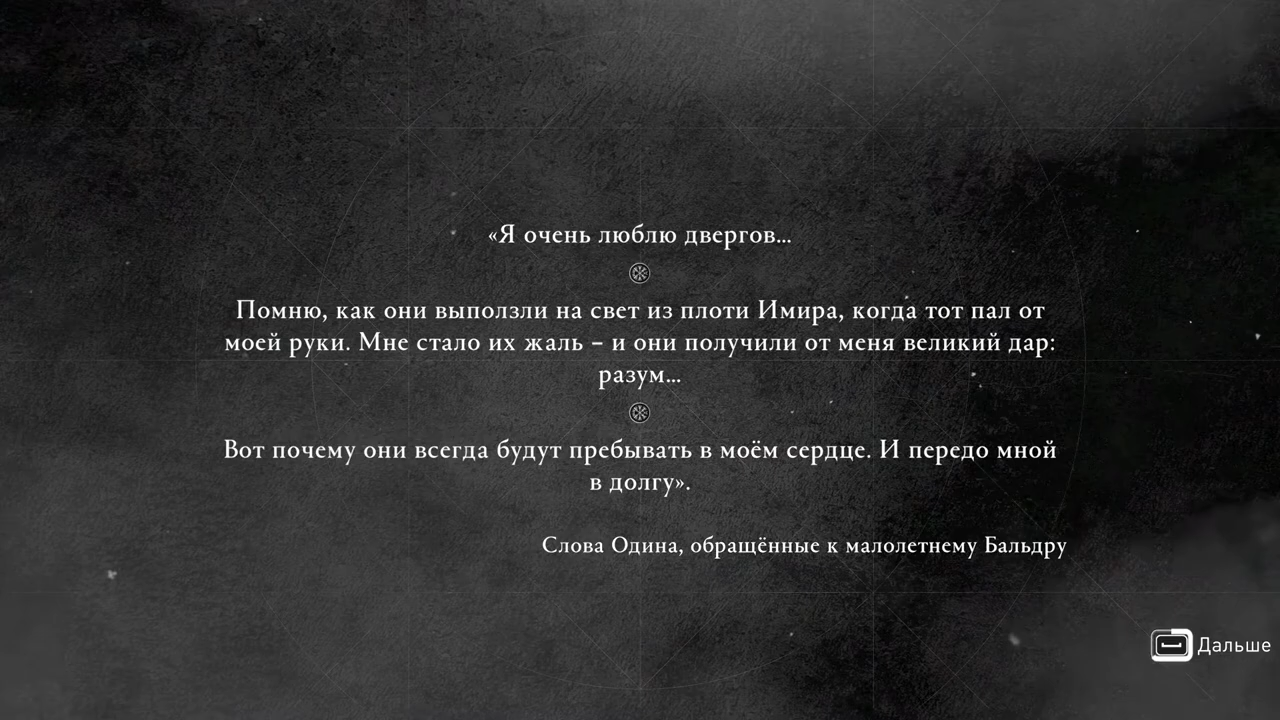 «Я очень люблю двергов...
Помню, как они выползли на свет из плоти Имира, когда тот пал от
моей руки. Мне стало их жаль – и они получили от меня великий дар:
разум...
Вот почему они всегда будут пребывать в моём сердце. И передо мной
в долгу».
Слова Одина, обращённые к малолетнему Бальдру
Дальше